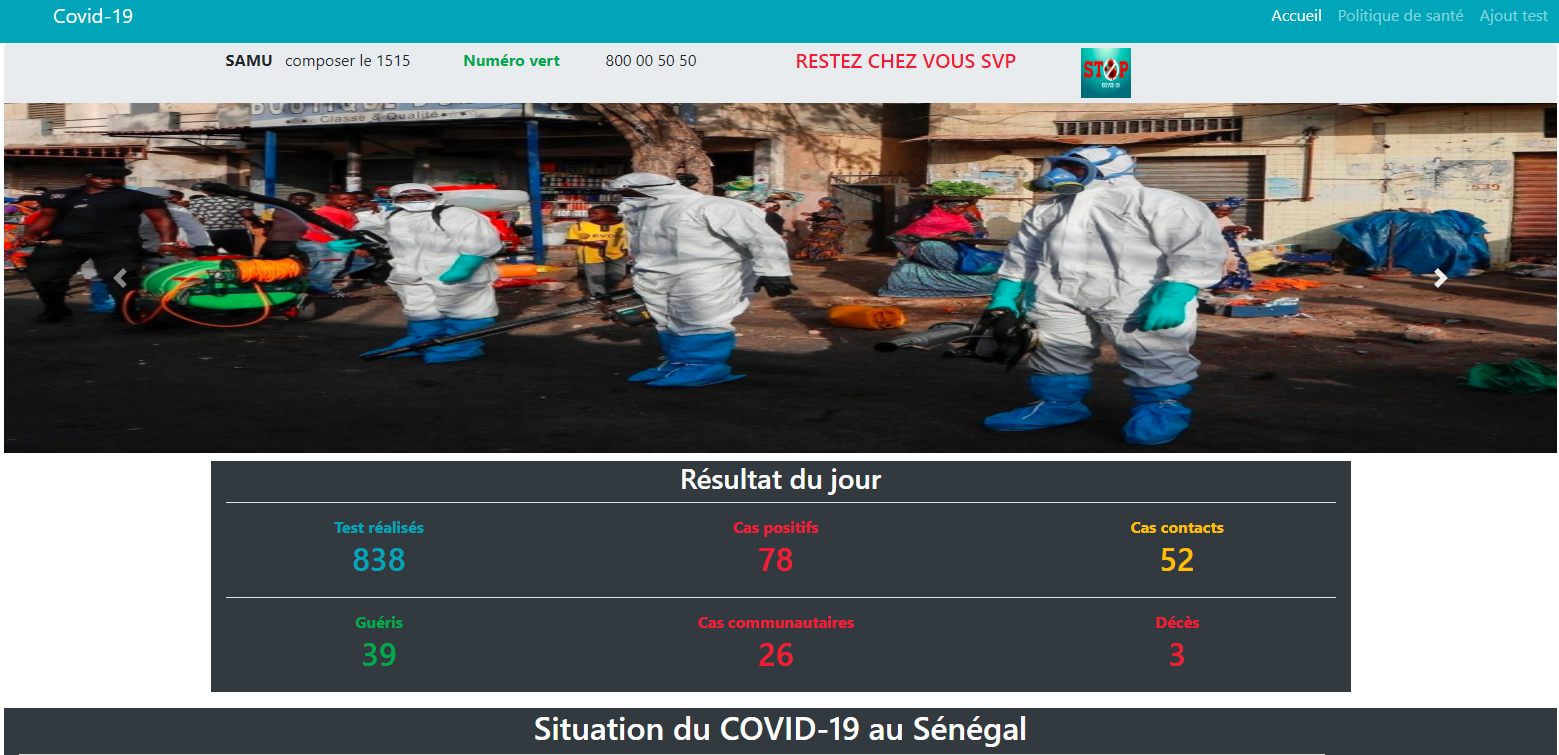 Covid-19 Accueil Politique de santé Ajout test
SAMU composer le 1515 Numéro vert 800 00 50 50 RESTEZ CHEZ VOUS SVP STOP
COVID-19
Classe & Qualité
Résultat du jour
Test réalisés Cas positifs Cas contacts
838 78 52
Guéris Cas communautaires Décès
39 26 3
Situation du COVID-19 au Sénégal